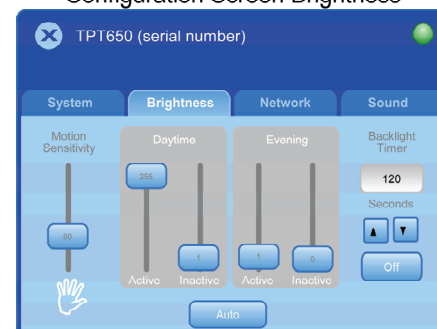 Configuration Screen Brightness
X TPT650 (serial number)
System Brightness Network Sound
Motion Sensitivity
Daytime
Evening
Backlight Timer
255
120
Seconds
80
1
1
0
Off
Active Inactive Active Inactive
Auto